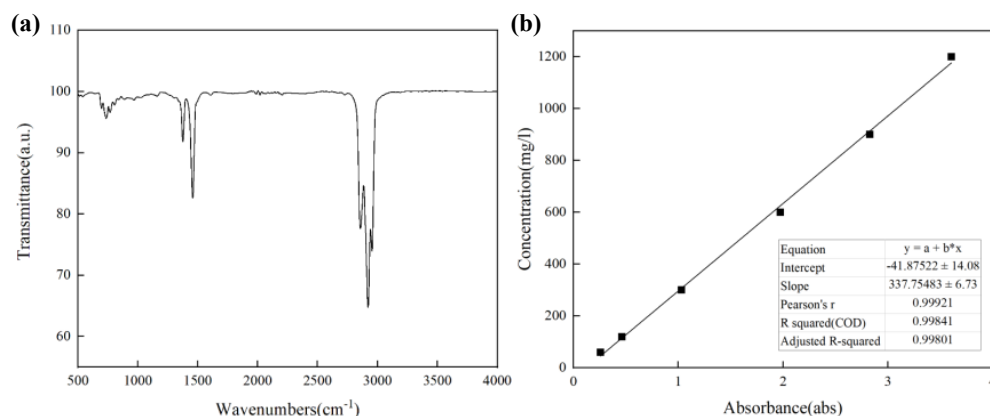 (a)
110
100
90
80
70
60
Transmittance(a.u.)
500 1000 1500 2000 2500 3000 3500 4000
Wavenumbers(cm⁻¹)
(b)
1200
1000
800
600
400
200
0
Concentration(mg/l)
Equation y = a + b*x
Intercept -41.87522 ± 14.08
Slope 337.75483 ± 6.73
Pearson's r 0.99921
R squared(COD) 0.99841
Adjusted R-squared 0.99801
0 1 2 3 4
Absorbance(abs)